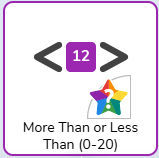 12
?
More Than or Less
Than (0-20)